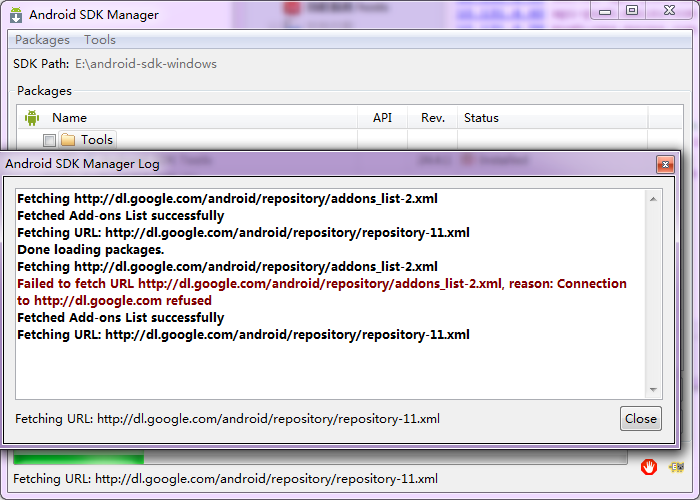 Android SDK Manager
Packages Tools
SDK Path: E:\android-sdk-windows
Packages
Name API Rev. Status
Tools
Android SDK Manager Log
Fetching http://dl.google.com/android/repository/addons_list-2.xml
Fetched Add-ons List successfully
Fetching URL: http://dl.google.com/android/repository/repository-11.xml
Done loading packages.
Fetching http://dl.google.com/android/repository/addons_list-2.xml
Failed to fetch URL http://dl.google.com/android/repository/addons_list-2.xml, reason: Connection
to http://dl.google.com refused
Fetched Add-ons List successfully
Fetching URL: http://dl.google.com/android/repository/repository-11.xml
Fetching URL: http://dl.google.com/android/repository/repository-11.xml
Close
Fetching URL: http://dl.google.com/android/repository/repository-11.xml